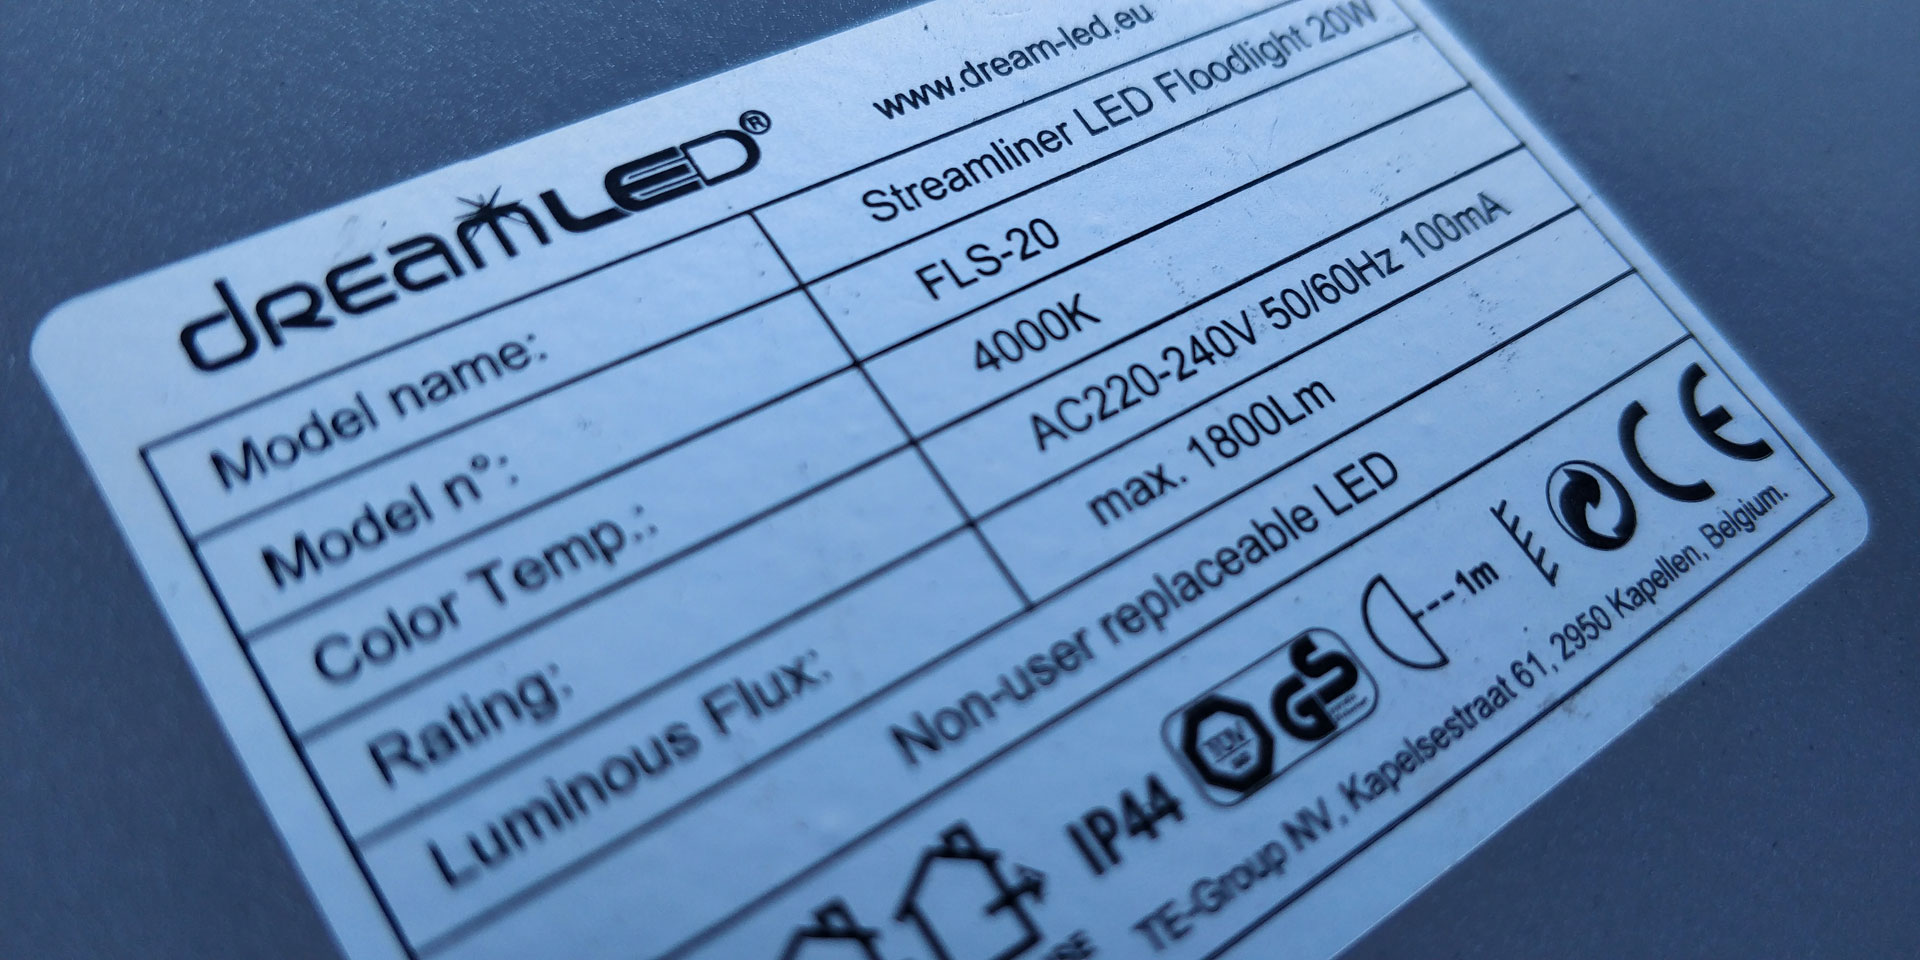 dreamLED®
www.dream-led.eu
Model name: Streamliner LED Floodlight 20W
Model n°: FLS-20
Color Temp.: 4000K
Rating: AC220-240V 50/60Hz 100mA
Luminous Flux: max. 1800Lm
Non-user replaceable LED
IP44 TÜV GS 1m CE
TE-Group NV, Kapelsestraat 61, 2950 Kapellen, Belgium.